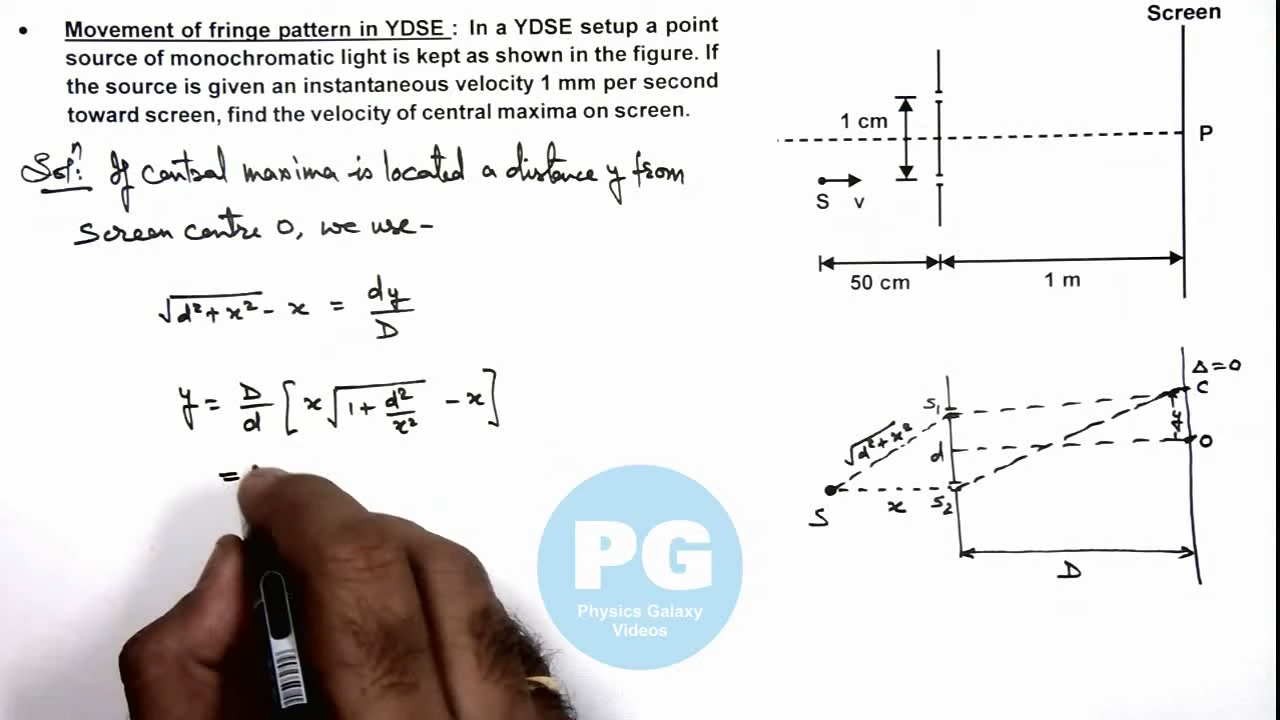 • Movement of fringe pattern in YDSE : In a YDSE setup a point
source of monochromatic light is kept as shown in the figure. If
the source is given an instantaneous velocity 1 mm per second
toward screen, find the velocity of central maxima on screen.
Solⁿ: If central maxima is located a distance y from
screen centre O, we use –
√(d²+x²) - x = dy/D
y = D/d [x√(1+d²/x²) - x]
=
Screen
1 cm
P
S v
50 cm
1 m
Δ=0
S₁
C
√(d²+x²)
d
y
O
S
x
S₂
D
PG
Physics Galaxy
Videos